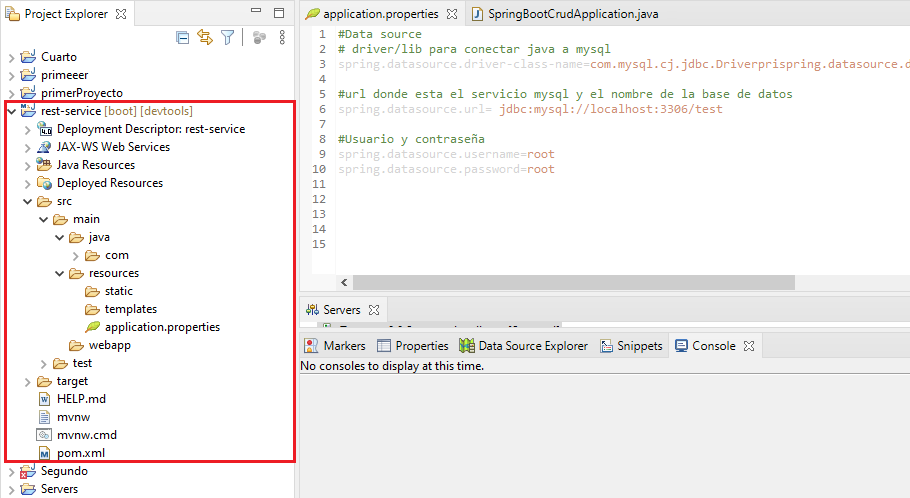 Project Explorer
Cuarto
primeeer
primerProyecto
rest-service [boot] [devtools]
Deployment Descriptor: rest-service
JAX-WS Web Services
Java Resources
Deployed Resources
src
main
java
com
resources
static
templates
application.properties
webapp
test
target
HELP.md
mvnw
mvnw.cmd
pom.xml
Segundo
Servers
application.properties
SpringBootCrudApplication.java
1 #Data source
2 # driver/lib para conectar java a mysql
3 spring.datasource.driver-class-name=com.mysql.cj.jdbc.Driverprispring.datasource.d
4
5 #url donde esta el servicio mysql y el nombre de la base de datos
6 spring.datasource.url= jdbc:mysql://localhost:3306/test
7
8 #Usuario y contraseña
9 spring.datasource.username=root
10 spring.datasource.password=root
11
12
13
14
15
Servers
Markers Properties Data Source Explorer Snippets Console
No consoles to display at this time.